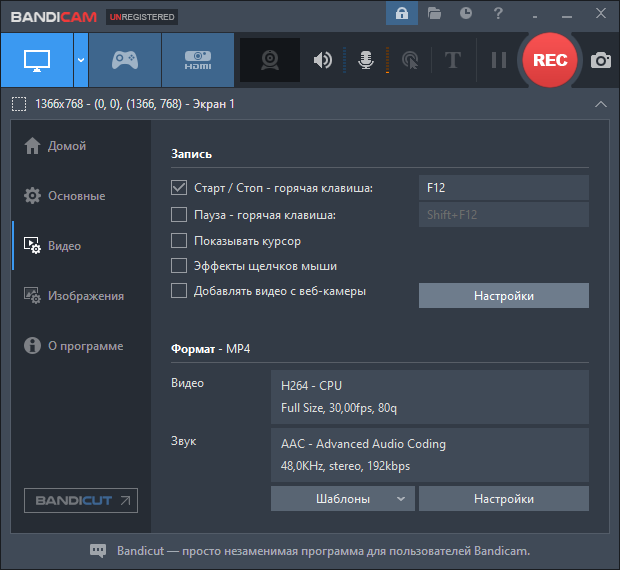 BANDICAM UNREGISTERED
?
HDMI
T
REC
1366x768 - (0, 0), (1366, 768) - Экран 1
Домой
Основные
Видео
Изображения
О программе
BANDICUT
Запись
Старт / Стоп - горячая клавиша: F12
Пауза - горячая клавиша: Shift+F12
Показывать курсор
Эффекты щелчков мыши
Добавлять видео с веб-камеры Настройки
Формат - MP4
Видео
H264 - CPU
Full Size, 30,00fps, 80q
Звук
AAC - Advanced Audio Coding
48,0KHz, stereo, 192kbps
Шаблоны Настройки
Bandicut — просто незаменимая программа для пользователей Bandicam.